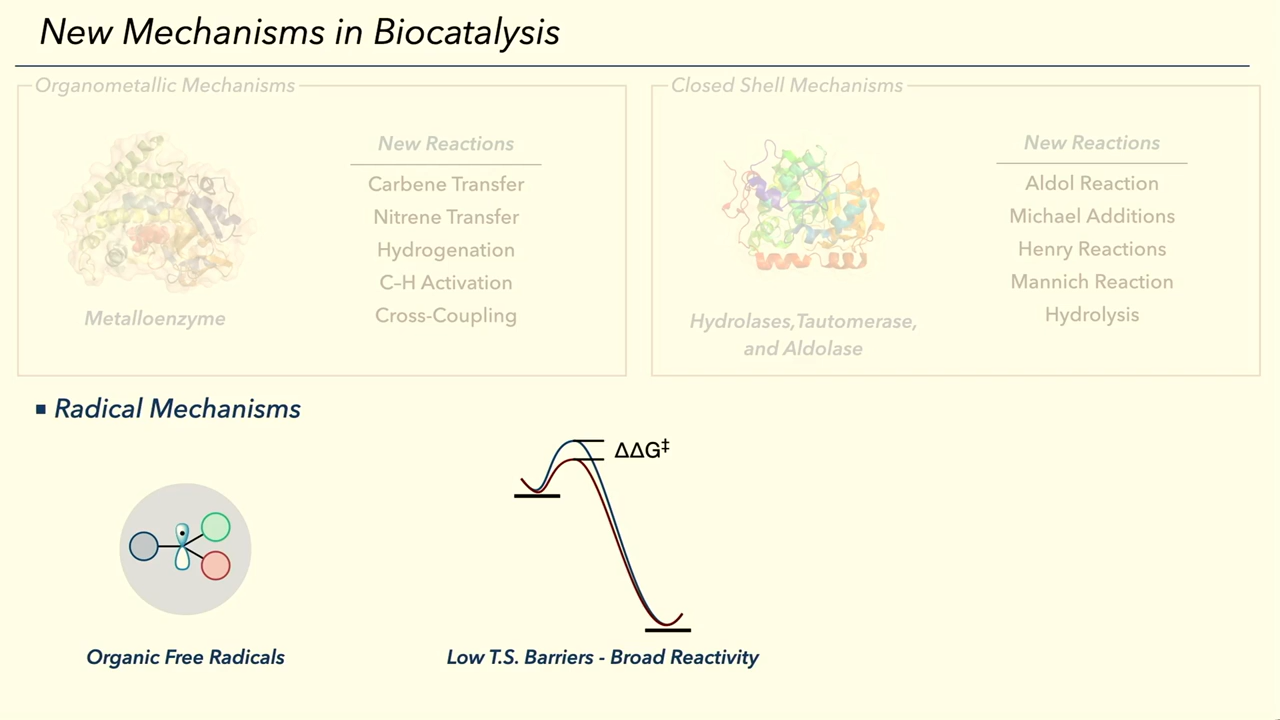 New Mechanisms in Biocatalysis
Organometallic Mechanisms
New Reactions
Carbene Transfer
Nitrene Transfer
Hydrogenation
C–H Activation
Cross-Coupling
Metalloenzyme
Closed Shell Mechanisms
New Reactions
Aldol Reaction
Michael Additions
Henry Reactions
Mannich Reaction
Hydrolysis
Hydrolases,Tautomerase,
and Aldolase
▪ Radical Mechanisms
ΔΔG‡
Organic Free Radicals
Low T.S. Barriers - Broad Reactivity